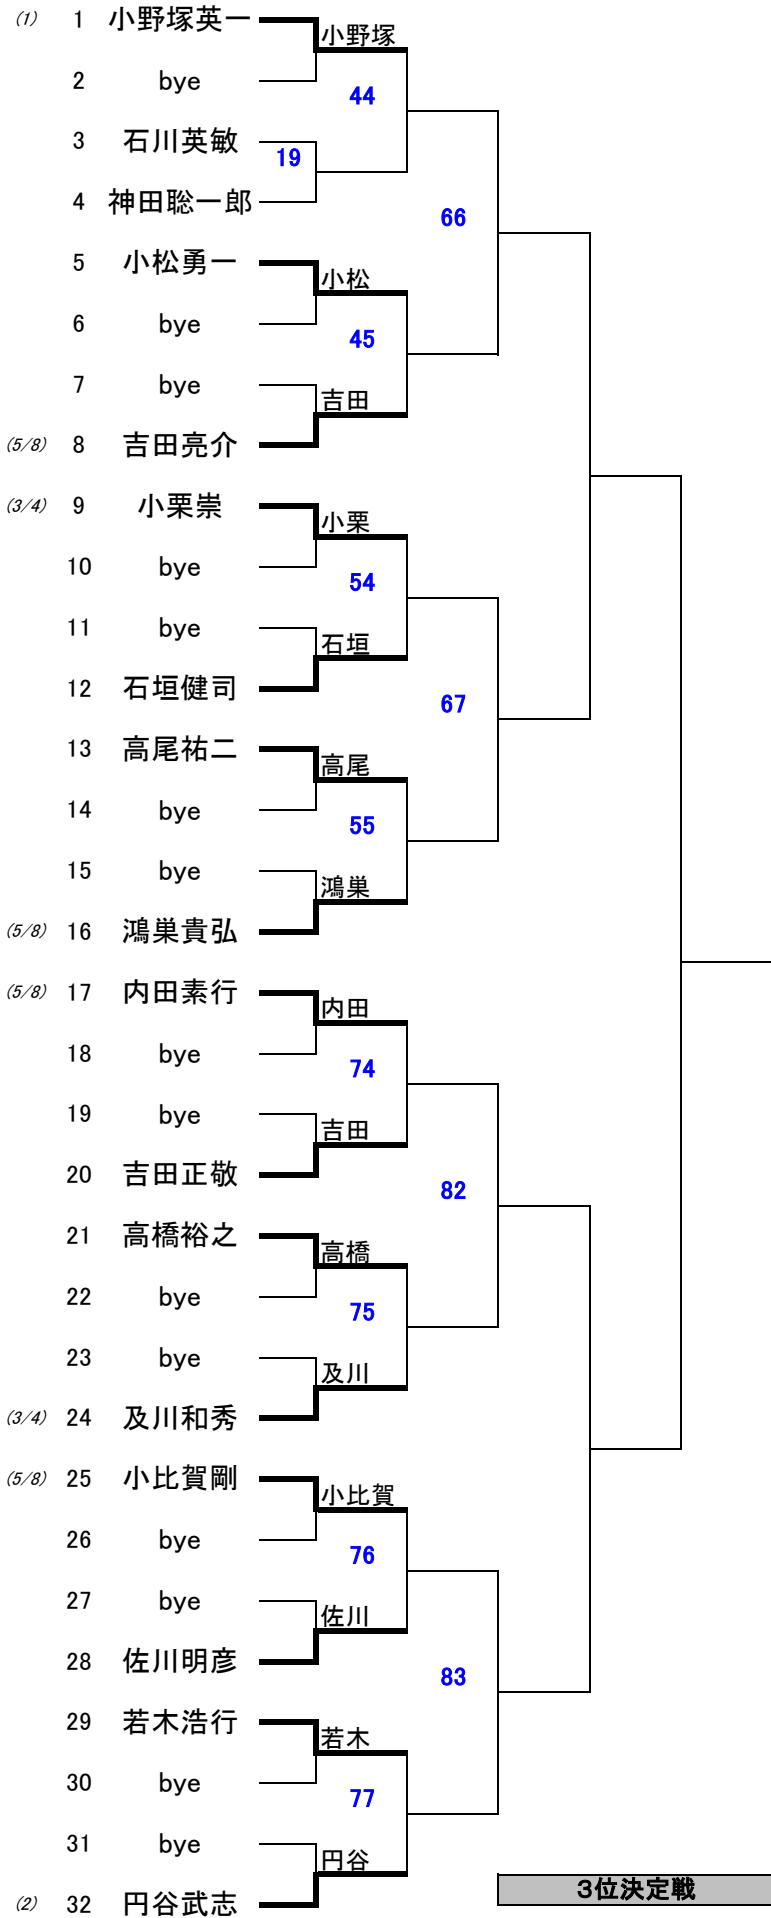 (1) 1 小野塚英一
小野塚
2 bye
44
3 石川英敏
19
4 神田聡一郎
66
5 小松勇一
小松
6 bye
45
7 bye
吉田
(5/8) 8 吉田亮介
(3/4) 9 小栗崇
小栗
10 bye
54
11 bye
石垣
12 石垣健司
67
13 高尾祐二
高尾
14 bye
55
15 bye
鴻巣
(5/8) 16 鴻巣貴弘
(5/8) 17 内田素行
内田
18 bye
74
19 bye
吉田
20 吉田正敬
82
21 高橋裕之
高橋
22 bye
75
23 bye
及川
(3/4) 24 及川和秀
(5/8) 25 小比賀剛
小比賀
26 bye
76
27 bye
佐川
28 佐川明彦
83
29 若木浩行
若木
30 bye
77
31 bye
円谷
3位決定戦
(2) 32 円谷武志